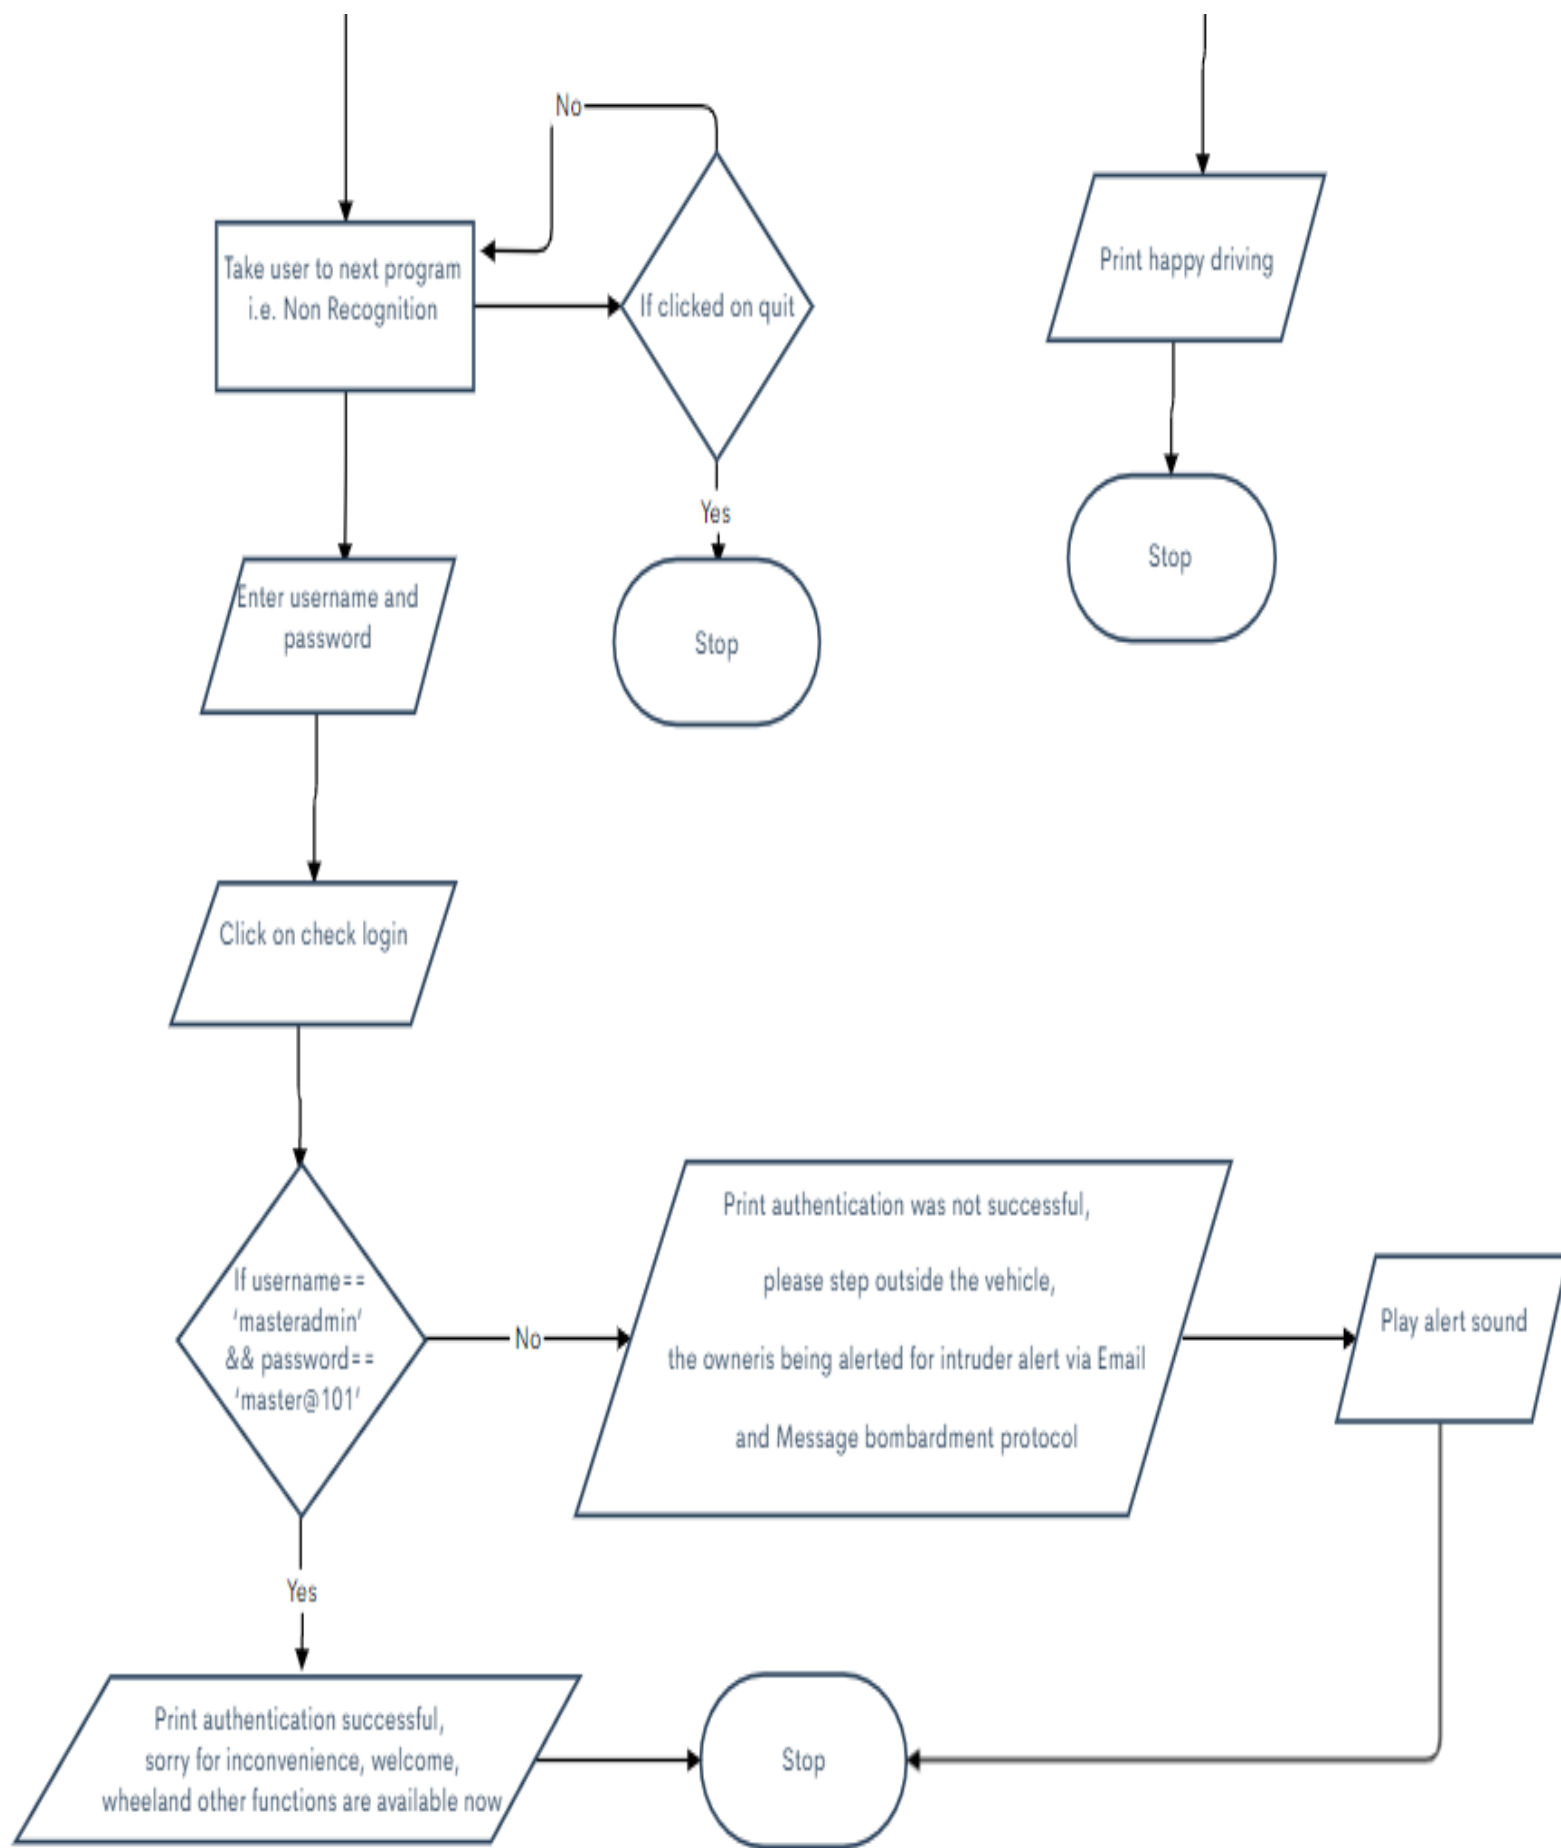 No
Take user to next program
i.e. Non Recognition
If clicked on quit
Print happy driving
Yes
Stop
Stop
Enter username and
password
Click on check login
If username==
‘masteradmin’
&& password==
‘master@101’
No
Print authentication was not successful,
please step outside the vehicle,
the owneris being alerted for intruder alert via Email
and Message bombardment protocol
Play alert sound
Yes
Print authentication successful,
sorry for inconvenience, welcome,
wheeland other functions are available now
Stop